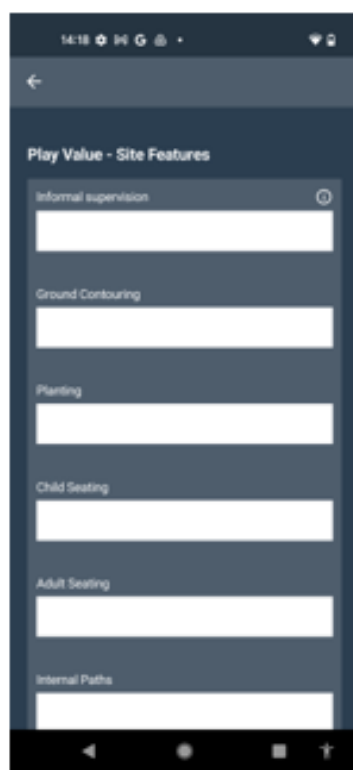 14:18 G
Play Value - Site Features
Informal supervision
Ground Contouring
Planting
Child Seating
Adult Seating
Internal Paths